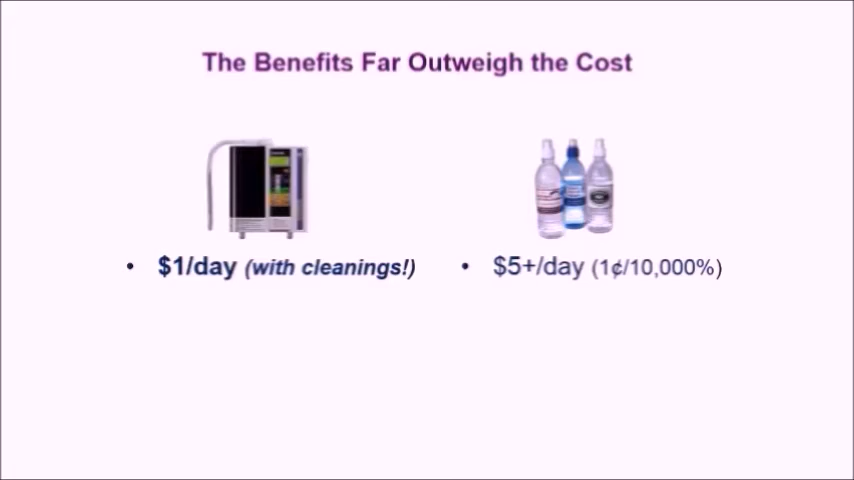 The Benefits Far Outweigh the Cost
• $1/day (with cleanings!)
• $5+/day (1¢/10,000%)